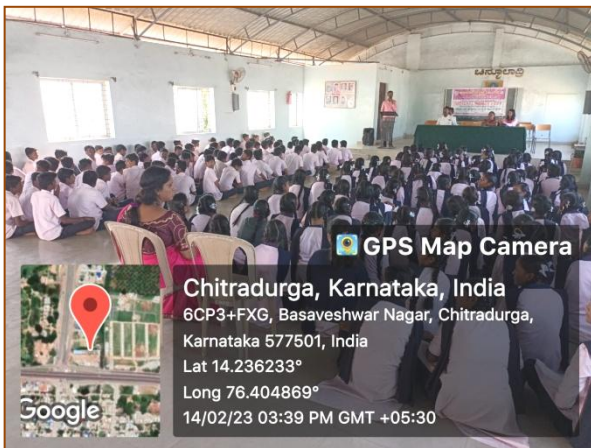 ಚಿನ್ಮೂಲಾದ್ರಿ
GPS Map Camera
Chitradurga, Karnataka, India
6CP3+FXG, Basaveshwar Nagar, Chitradurga,
Karnataka 577501, India
Lat 14.236233°
Long 76.404869°
14/02/23 03:39 PM GMT +05:30
Google